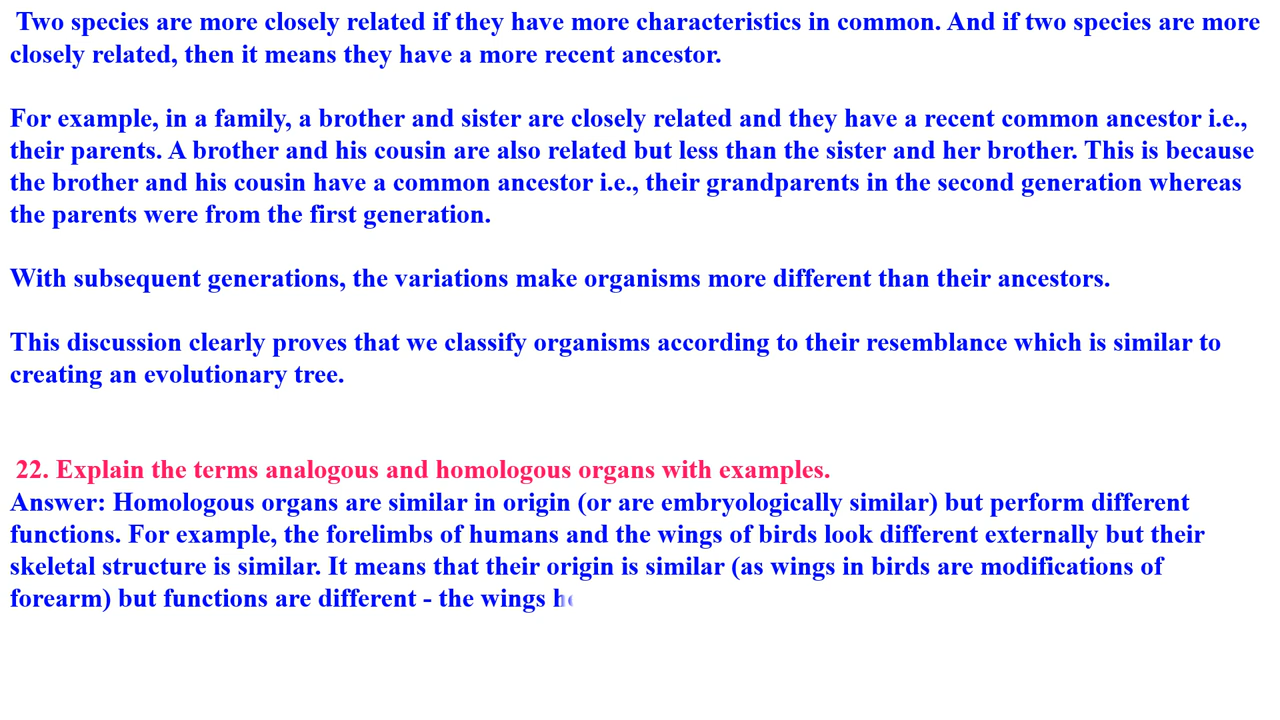 Two species are more closely related if they have more characteristics in common. And if two species are more
closely related, then it means they have a more recent ancestor.
For example, in a family, a brother and sister are closely related and they have a recent common ancestor i.e.,
their parents. A brother and his cousin are also related but less than the sister and her brother. This is because
the brother and his cousin have a common ancestor i.e., their grandparents in the second generation whereas
the parents were from the first generation.
With subsequent generations, the variations make organisms more different than their ancestors.
This discussion clearly proves that we classify organisms according to their resemblance which is similar to
creating an evolutionary tree.
22. Explain the terms analogous and homologous organs with examples.
Answer: Homologous organs are similar in origin (or are embryologically similar) but perform different
functions. For example, the forelimbs of humans and the wings of birds look different externally but their
skeletal structure is similar. It means that their origin is similar (as wings in birds are modifications of
forearm) but functions are different - the wings